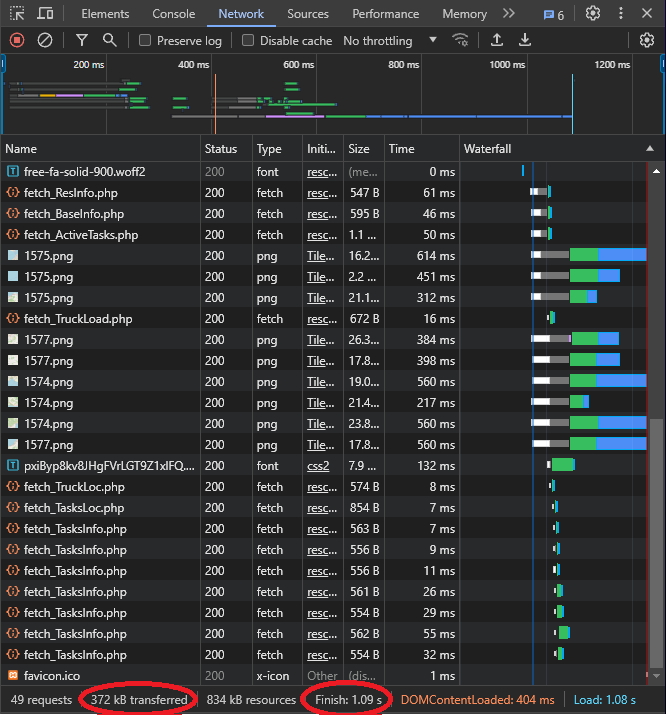 Elements Console Network Sources Performance Memory 6
Preserve log Disable cache No throttling
200 ms 400 ms 600 ms 800 ms 1000 ms 1200 ms
Name Status Type Initi... Size Time Waterfall
free-fa-solid-900.woff2 200 font resc... (me... 0 ms
fetch_ResInfo.php 200 fetch resc... 547 B 61 ms
fetch_BaseInfo.php 200 fetch resc... 595 B 46 ms
fetch_ActiveTasks.php 200 fetch resc... 1.1 ... 50 ms
1575.png 200 png Tile... 16.2... 614 ms
1575.png 200 png Tile... 2.2 ... 451 ms
1575.png 200 png Tile... 21.1... 312 ms
fetch_TruckLoad.php 200 fetch resc... 672 B 16 ms
1577.png 200 png Tile... 26.3... 384 ms
1577.png 200 png Tile... 17.8... 398 ms
1574.png 200 png Tile... 19.0... 560 ms
1574.png 200 png Tile... 21.4... 217 ms
1574.png 200 png Tile... 23.8... 560 ms
1577.png 200 png Tile... 17.8... 560 ms
pxiByp8kv8JHgFVrLGT9Z1xlFQ.... 200 font css2 7.9 ... 132 ms
fetch_TruckLoc.php 200 fetch resc... 574 B 8 ms
fetch_TasksLoc.php 200 fetch resc... 854 B 7 ms
fetch_TasksInfo.php 200 fetch resc... 563 B 7 ms
fetch_TasksInfo.php 200 fetch resc... 556 B 9 ms
fetch_TasksInfo.php 200 fetch resc... 556 B 11 ms
fetch_TasksInfo.php 200 fetch resc... 561 B 26 ms
fetch_TasksInfo.php 200 fetch resc... 554 B 29 ms
fetch_TasksInfo.php 200 fetch resc... 562 B 55 ms
fetch_TasksInfo.php 200 fetch resc... 554 B 32 ms
favicon.ico 200 x-icon Other (dis... 1 ms
49 requests 372 kB transferred 834 kB resources Finish: 1.09 s DOMContentLoaded: 404 ms Load: 1.08 s